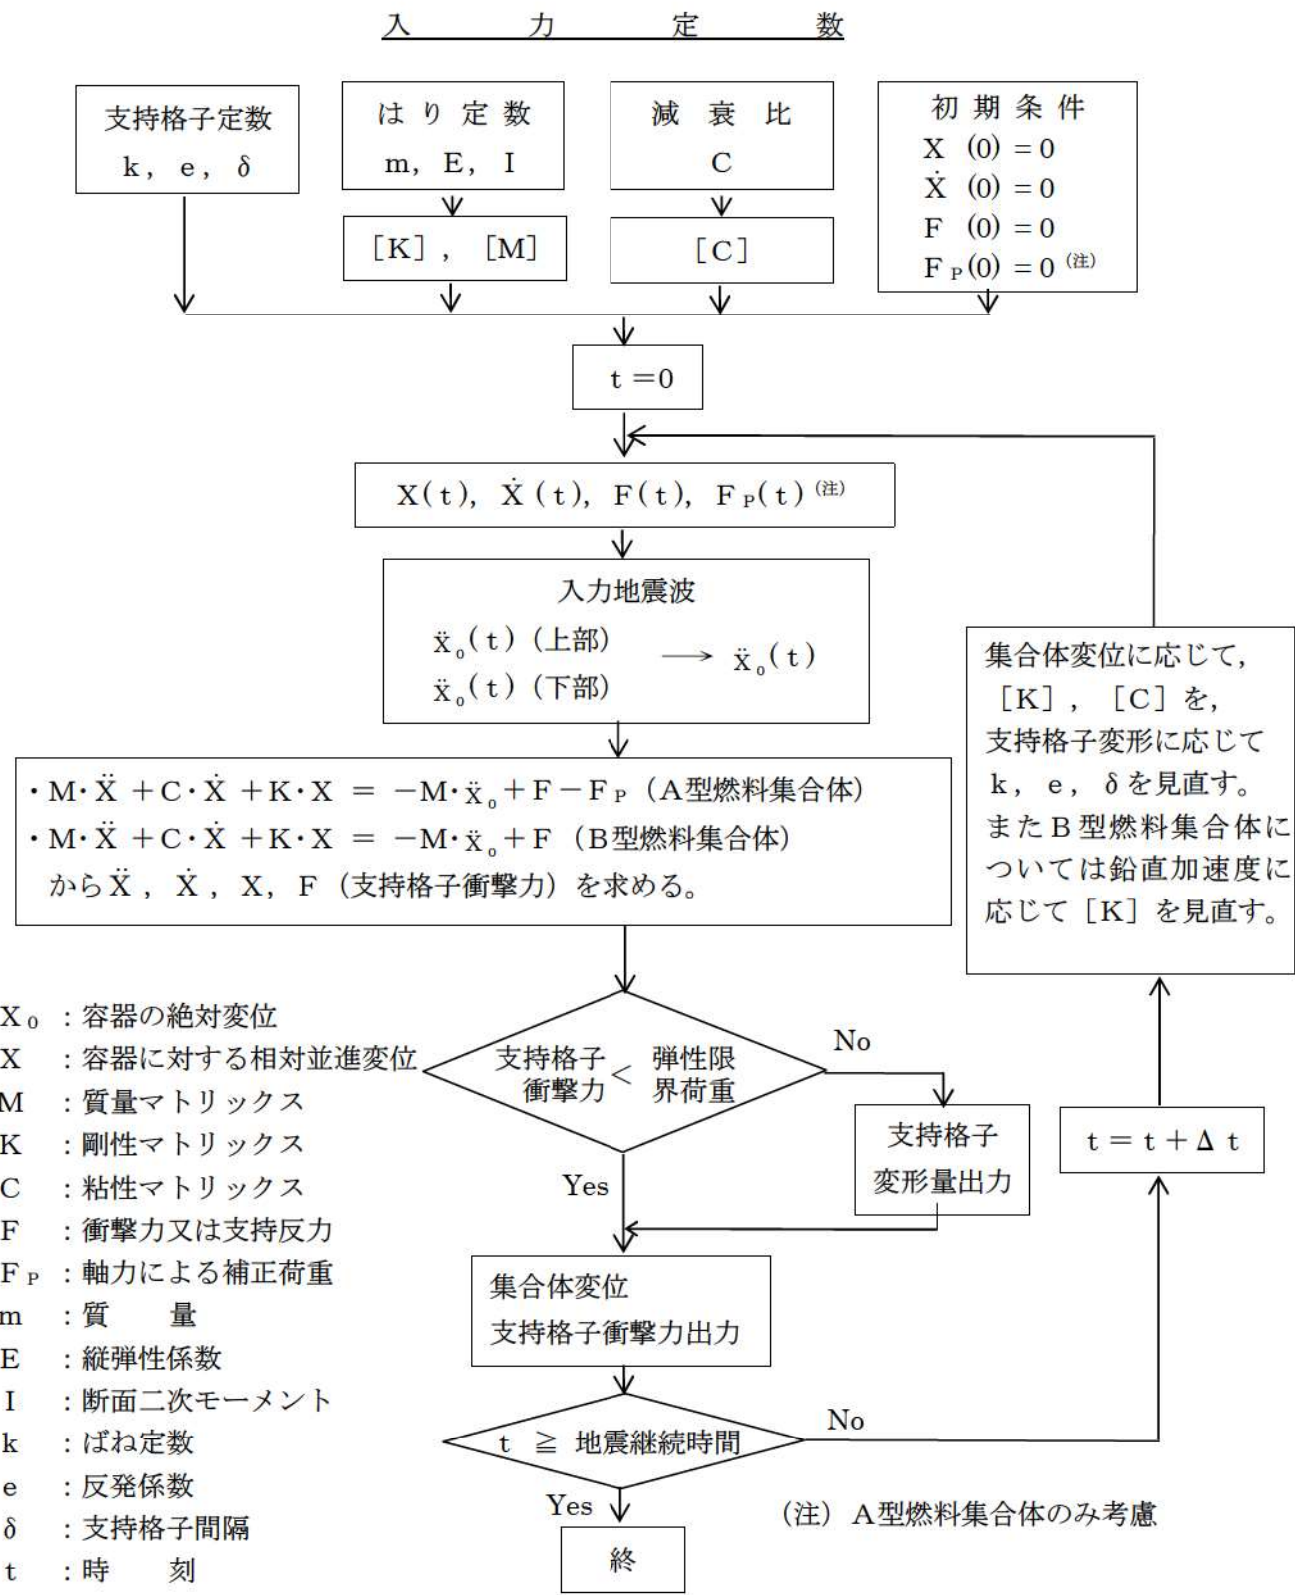 入力定数
支持格子定数
k, e, δ
はり定数
m, E, I
[K], [M]
減衰比
C
[C]
初期条件
X (0) = 0
Ẋ (0) = 0
F (0) = 0
F_P(0) = 0 (注)
t = 0
X(t), Ẋ(t), F(t), F_P(t) (注)
入力地震波
ẍ₀(t)(上部)
ẍ₀(t)(下部)
→ ẍ₀(t)
・M・Ẍ + C・Ẋ + K・X = −M・ẍ₀ + F − F_P (A型燃料集合体)
・M・Ẍ + C・Ẋ + K・X = −M・ẍ₀ + F (B型燃料集合体)
からẌ, Ẋ, X, F(支持格子衝撃力)を求める。
集合体変位に応じて,
[K], [C]を,
支持格子変形に応じて
k, e, δを見直す。
またB型燃料集合体に
ついては鉛直加速度に
応じて[K]を見直す。
支持格子衝撃力 < 弾性限界荷重
No
Yes
支持格子
変形量出力
t = t + Δt
集合体変位
支持格子衝撃力出力
t ≧ 地震継続時間
No
Yes
終
(注) A型燃料集合体のみ考慮
X₀ : 容器の絶対変位
X : 容器に対する相対並進変位
M : 質量マトリックス
K : 剛性マトリックス
C : 粘性マトリックス
F : 衝撃力又は支持反力
F_P : 軸力による補正荷重
m : 質量
E : 縦弾性係数
I : 断面二次モーメント
k : ばね定数
e : 反発係数
δ : 支持格子間隔
t : 時刻